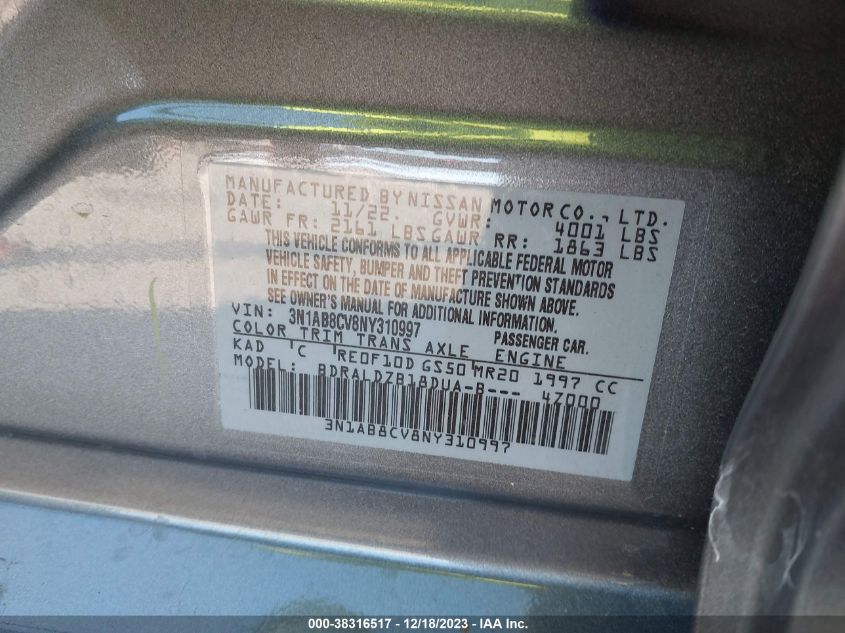 MANUFACTURED BY NISSAN MOTOR CO., LTD.
DATE: 11/22. GVWR: 4001 LBS
GAWR FR: 2161 LBS GAWR RR: 1863 LBS
THIS VEHICLE CONFORMS TO ALL APPLICABLE FEDERAL MOTOR
VEHICLE SAFETY, BUMPER AND THEFT PREVENTION STANDARDS
IN EFFECT ON THE DATE OF MANUFACTURE SHOWN ABOVE.
SEE OWNER'S MANUAL FOR ADDITIONAL INFORMATION.
VIN: 3N1AB8CV8NY310997 PASSENGER CAR.
COLOR TRIM TRANS AXLE ENGINE
KAD C RE0F10D GS50 MR20 1997 CC
MODEL: BDRALDZB18DUA-B--- 4Z000
3N1AB8CV8NY310997
000-38316517 - 12/18/2023 - IAA Inc.